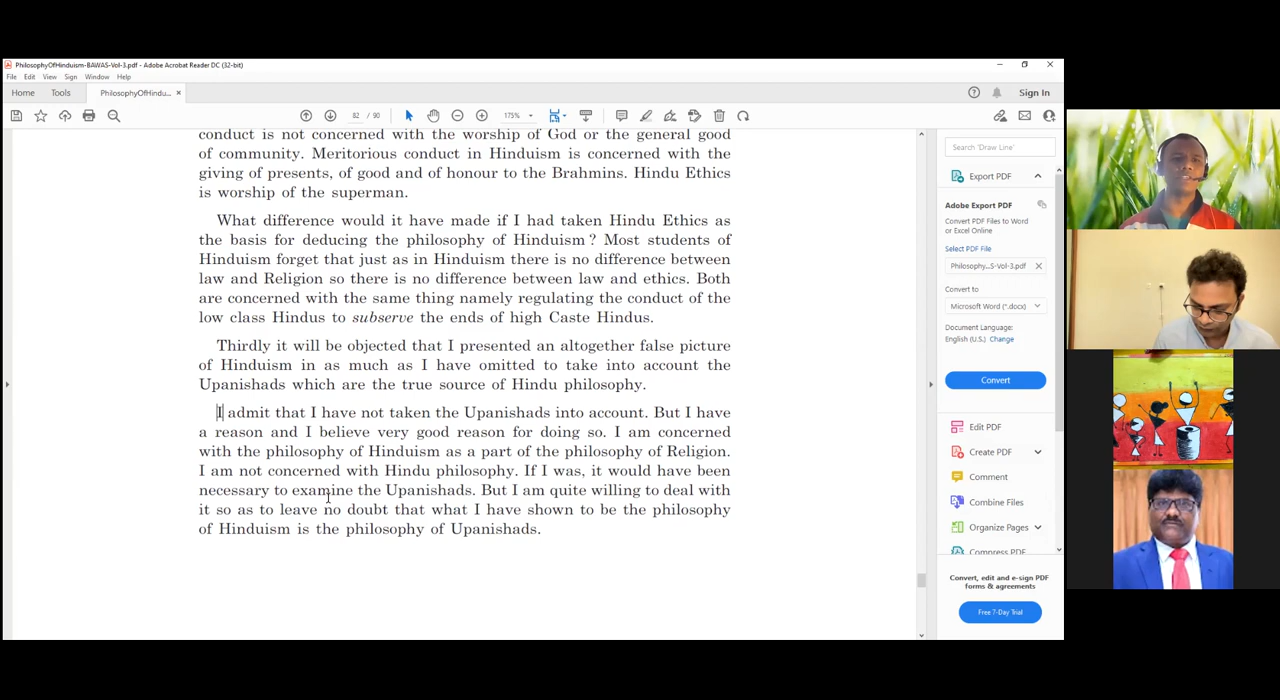 PhilosophyOfHinduism-BAWAS-Vol-3.pdf - Adobe Acrobat Reader DC (32-bit)
File Edit View Sign Window Help
Home Tools PhilosophyOfHindu... × Sign In
82 / 90 175%
conduct is not concerned with the worship of God or the general good
of community. Meritorious conduct in Hinduism is concerned with the
giving of presents, of good and of honour to the Brahmins. Hindu Ethics
is worship of the superman.
What difference would it have made if I had taken Hindu Ethics as
the basis for deducing the philosophy of Hinduism ? Most students of
Hinduism forget that just as in Hinduism there is no difference between
law and Religion so there is no difference between law and ethics. Both
are concerned with the same thing namely regulating the conduct of the
low class Hindus to subserve the ends of high Caste Hindus.
Thirdly it will be objected that I presented an altogether false picture
of Hinduism in as much as I have omitted to take into account the
Upanishads which are the true source of Hindu philosophy.
I admit that I have not taken the Upanishads into account. But I have
a reason and I believe very good reason for doing so. I am concerned
with the philosophy of Hinduism as a part of the philosophy of Religion.
I am not concerned with Hindu philosophy. If I was, it would have been
necessary to examine the Upanishads. But I am quite willing to deal with
it so as to leave no doubt that what I have shown to be the philosophy
of Hinduism is the philosophy of Upanishads.
Search 'Draw Line'
Export PDF
Adobe Export PDF
Convert PDF Files to Word
or Excel Online
Select PDF File
Philosophy...S-Vol-3.pdf ×
Convert to
Microsoft Word (*.docx)
Document Language:
English (U.S.) Change
Convert
Edit PDF
Create PDF
Comment
Combine Files
Organize Pages
Compress PDF
Convert, edit and e-sign PDF
forms & agreements
Free 7-Day Trial